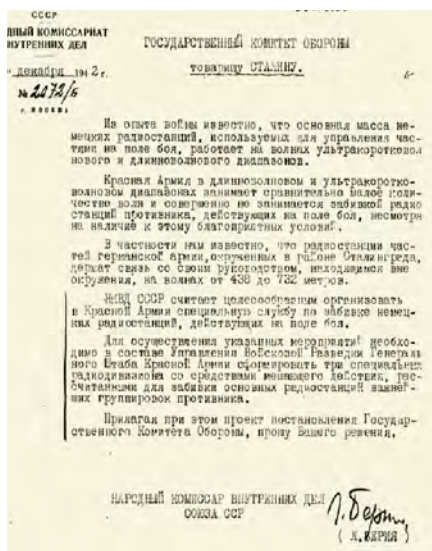 СССР
ДНЫЙ КОМИССАРИАТ
НУТРЕННИХ ДЕЛ
" декабря 1942 г.
№ 2072/Б
г. МОСКВА
ГОСУДАРСТВЕННЫЙ КОМИТЕТ ОБОРОНЫ
товарищу СТАЛИНУ.
Из опыта войны известно, что основная масса не-
мецких радиостанций, используемых для управления час-
тями на поле боя, работает на волнах ультракоротковол
нового и длинноволнового диапазонов.
Красная Армия в длинноволновом и ультракоротко-
волновом диапазонах занимает сравнительно малое коли-
чество волн и совершенно не занимается забивкой радио
станций противника, действующих на поле боя, несмотря
на наличие к этому благоприятных условий.
В частности нам известно, что радиостанции час-
тей германской армии, окруженных в районе Сталинграда,
держат связь со своим руководством, находящимся вне
окружения, на волнах от 438 до 732 метров.
НКВД СССР считает целесообразным организовать
в Красной Армии специальную службу по забивке немец-
ких радиостанций, действующих на поле боя.
Для осуществления указанных мероприятий необхо-
димо в составе Управления Войсковой Разведки Генераль
ного Штаба Красной Армии сформировать три специальных
радиодивизиона со средствами мешающего действия, рас-
считанными для забивки основных радиостанций важней-
ших группировок противника.
Прилагая при этом проект постановления Государ-
ственного Комитета Обороны, прошу Вашего решения.
НАРОДНЫЙ КОМИССАР ВНУТРЕННИХ ДЕЛ
СОЮЗА ССР
Л. Берия
( Л. БЕРИЯ )